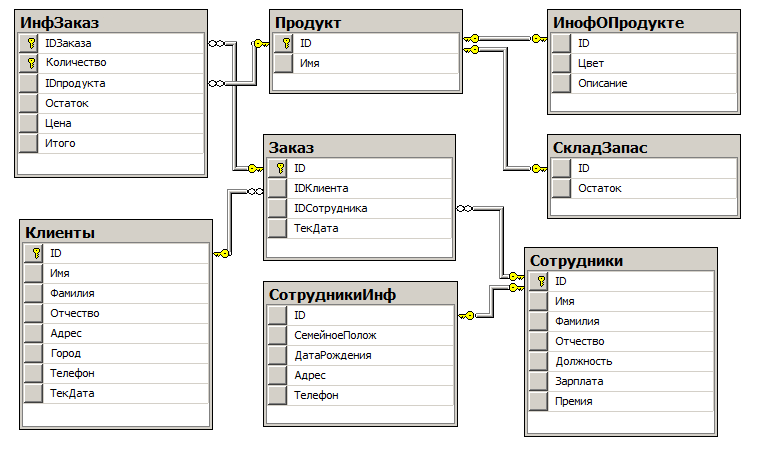 ИнфЗаказ
IDЗаказа
Количество
IDпродукта
Остаток
Цена
Итого
Продукт
ID
Имя
ИнофОПродукте
ID
Цвет
Описание
Заказ
ID
IDКлиента
IDСотрудника
ТекДата
СкладЗапас
ID
Остаток
Клиенты
ID
Имя
Фамилия
Отчество
Адрес
Город
Телефон
ТекДата
СотрудникиИнф
ID
СемейноеПолож
ДатаРождения
Адрес
Телефон
Сотрудники
ID
Имя
Фамилия
Отчество
Должность
Зарплата
Премия